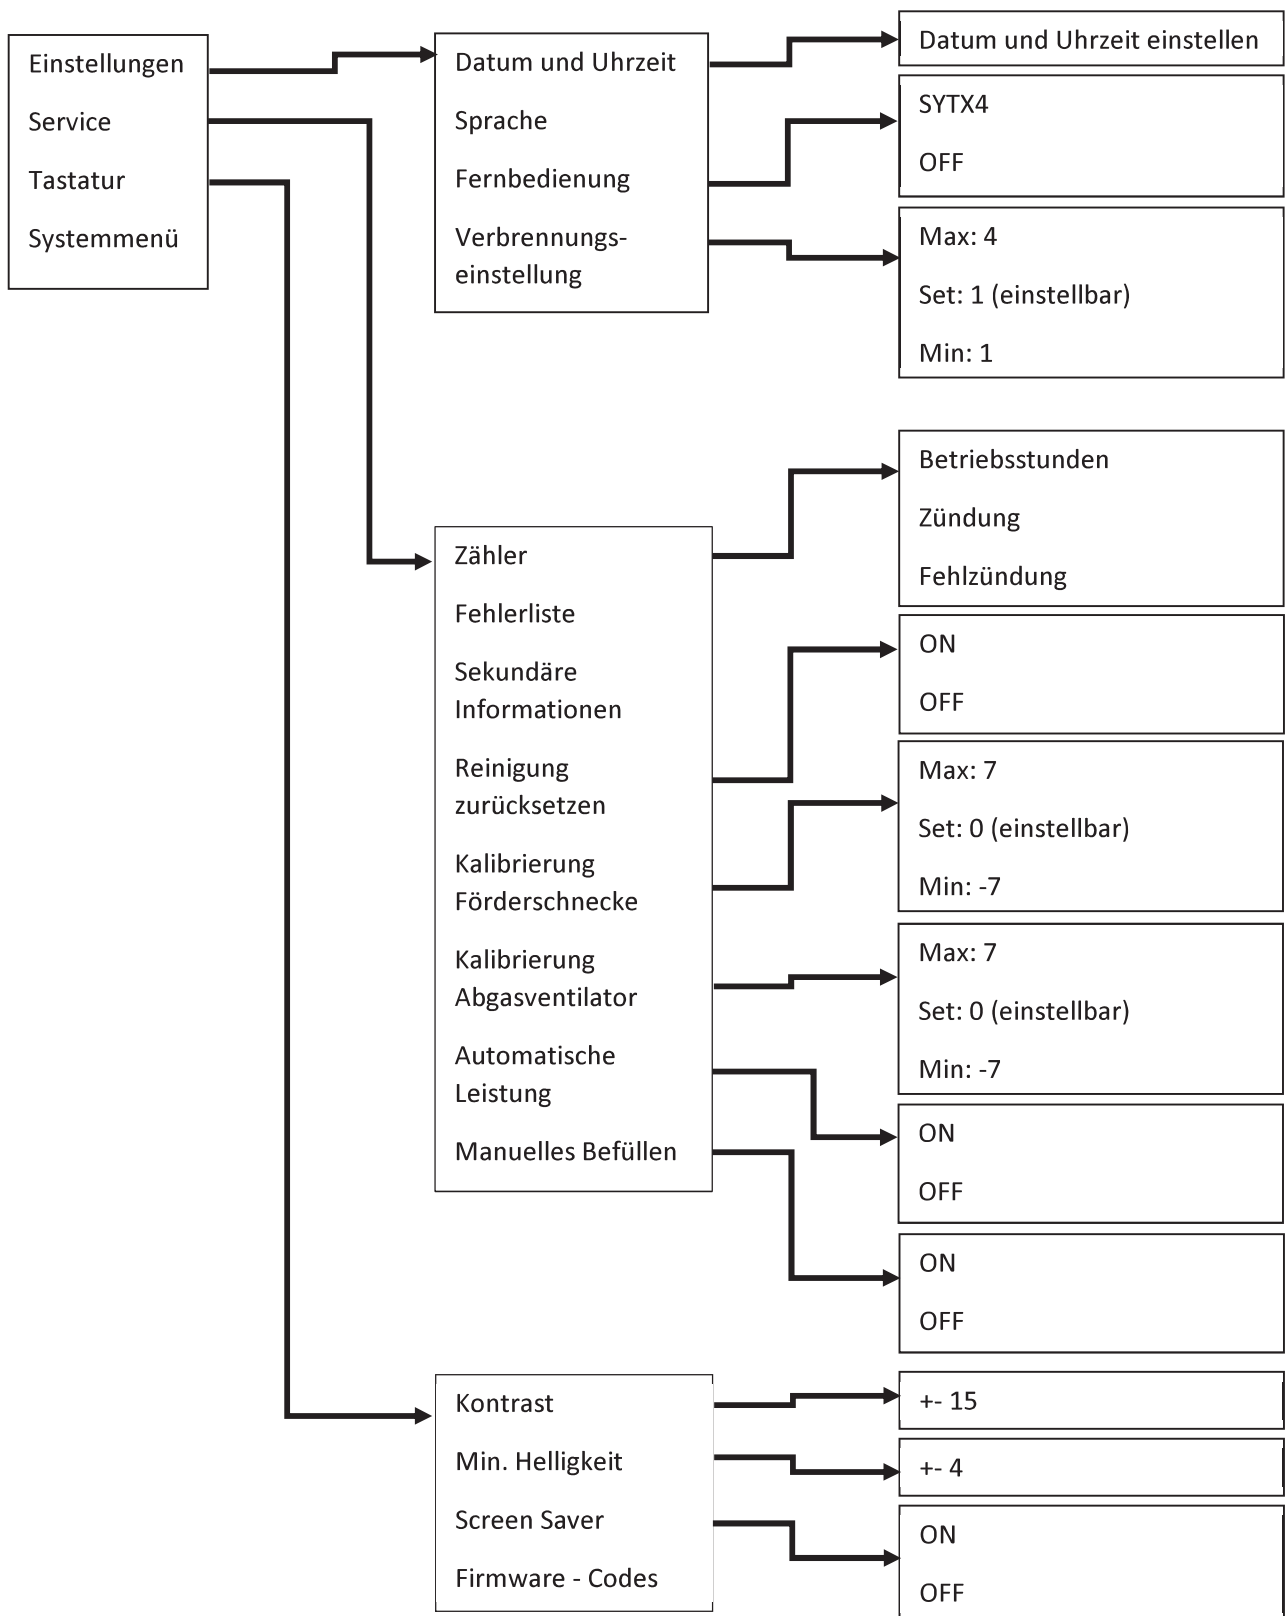 Einstellungen
Service
Tastatur
Systemmenü
Datum und Uhrzeit
Sprache
Fernbedienung
Verbrennungs-
einstellung
Datum und Uhrzeit einstellen
SYTX4
OFF
Max: 4
Set: 1 (einstellbar)
Min: 1
Zähler
Fehlerliste
Sekundäre
Informationen
Reinigung
zurücksetzen
Kalibrierung
Förderschnecke
Kalibrierung
Abgasventilator
Automatische
Leistung
Manuelles Befüllen
Betriebsstunden
Zündung
Fehlzündung
ON
OFF
Max: 7
Set: 0 (einstellbar)
Min: -7
Max: 7
Set: 0 (einstellbar)
Min: -7
ON
OFF
ON
OFF
Kontrast
Min. Helligkeit
Screen Saver
Firmware - Codes
+- 15
+- 4
ON
OFF